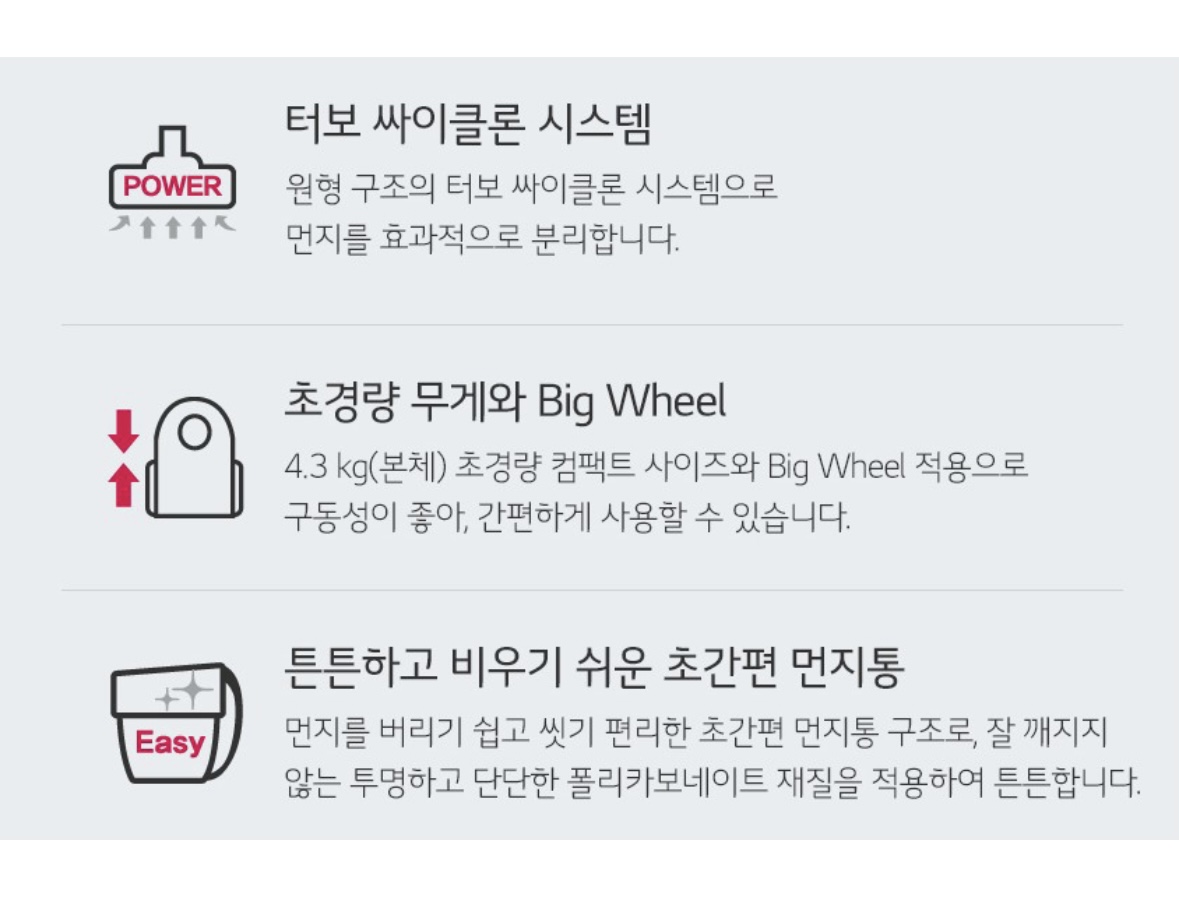 터보 싸이클론 시스템
POWER
원형 구조의 터보 싸이클론 시스템으로
먼지를 효과적으로 분리합니다.
초경량 무게와 Big Wheel
4.3 kg(본체) 초경량 컴팩트 사이즈와 Big Wheel 적용으로
구동성이 좋아, 간편하게 사용할 수 있습니다.
튼튼하고 비우기 쉬운 초간편 먼지통
Easy
먼지를 버리기 쉽고 씻기 편리한 초간편 먼지통 구조로, 잘 깨지지
않는 투명하고 단단한 폴리카보네이트 재질을 적용하여 튼튼합니다.